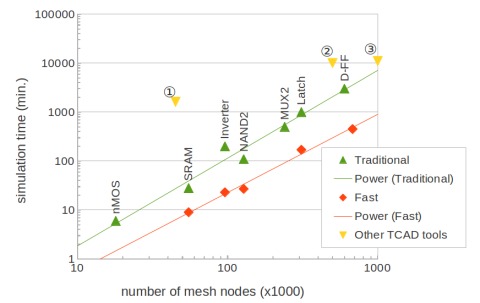 100000
10000
1000
100
10
1
simulation time (min.)
①
②
③
nMOS
SRAM
Inverter
NAND2
MUX2
Latch
D-FF
Traditional
Power (Traditional)
Fast
Power (Fast)
Other TCAD tools
10 100 1000
number of mesh nodes (x1000)